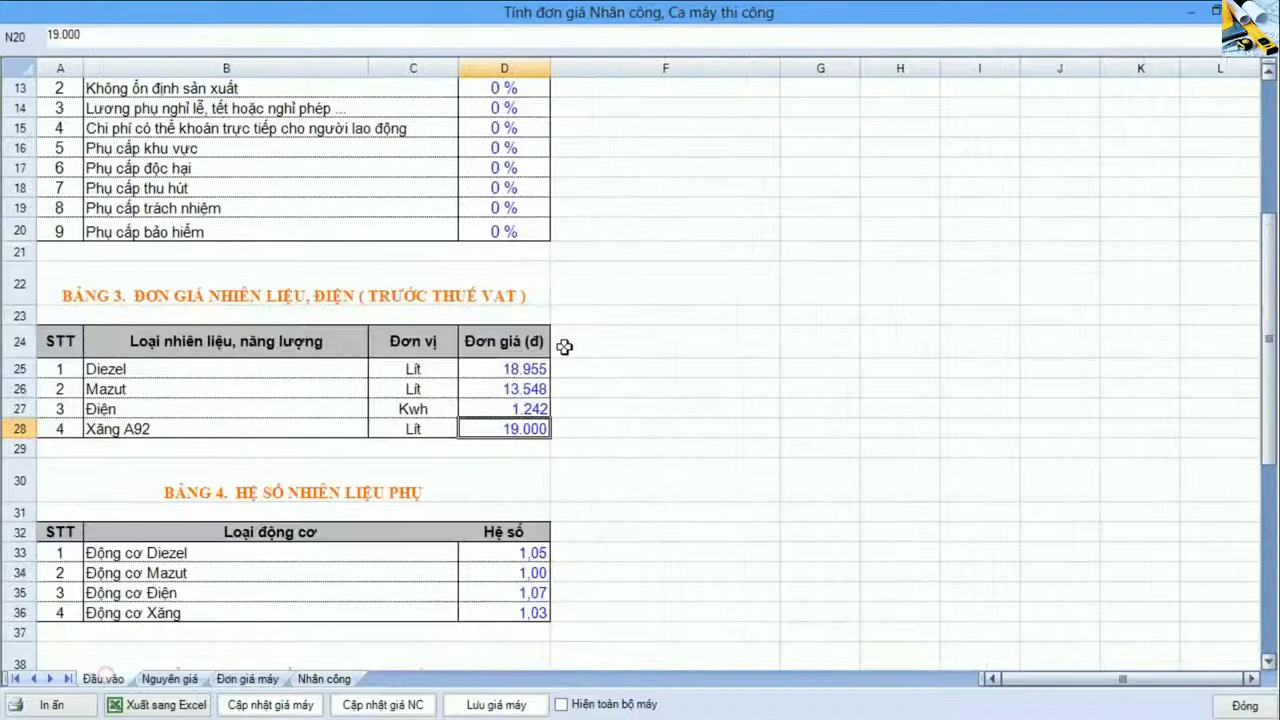 Tính đơn giá Nhân công, Ca máy thi công
N20 19.000
A B C D F G H I J K L
13 2 Không ổn định sản xuất 0 %
14 3 Lương phụ nghỉ lễ, tết hoặc nghỉ phép ... 0 %
15 4 Chi phí có thể khoán trực tiếp cho người lao động 0 %
16 5 Phụ cấp khu vực 0 %
17 6 Phụ cấp độc hại 0 %
18 7 Phụ cấp thu hút 0 %
19 8 Phụ cấp trách nhiệm 0 %
20 9 Phụ cấp bảo hiểm 0 %
21
22 BẢNG 3. ĐƠN GIÁ NHIÊN LIỆU, ĐIỆN ( TRƯỚC THUẾ VAT )
23
24 STT Loại nhiên liệu, năng lượng Đơn vị Đơn giá (đ)
25 1 Diezel Lít 18.955
26 2 Mazut Lít 13.548
27 3 Điện Kwh 1.242
28 4 Xăng A92 Lít 19.000
29
30 BẢNG 4. HỆ SỐ NHIÊN LIỆU PHỤ
31
32 STT Loại động cơ Hệ số
33 1 Động cơ Diezel 1,05
34 2 Động cơ Mazut 1,00
35 3 Động cơ Điện 1,07
36 4 Động cơ Xăng 1,03
37
38
Đầu vào Nguyên giá Đơn giá máy Nhân công
In ấn Xuất sang Excel Cập nhật giá máy Cập nhật giá NC Lưu giá máy Hiện toàn bộ máy Đóng